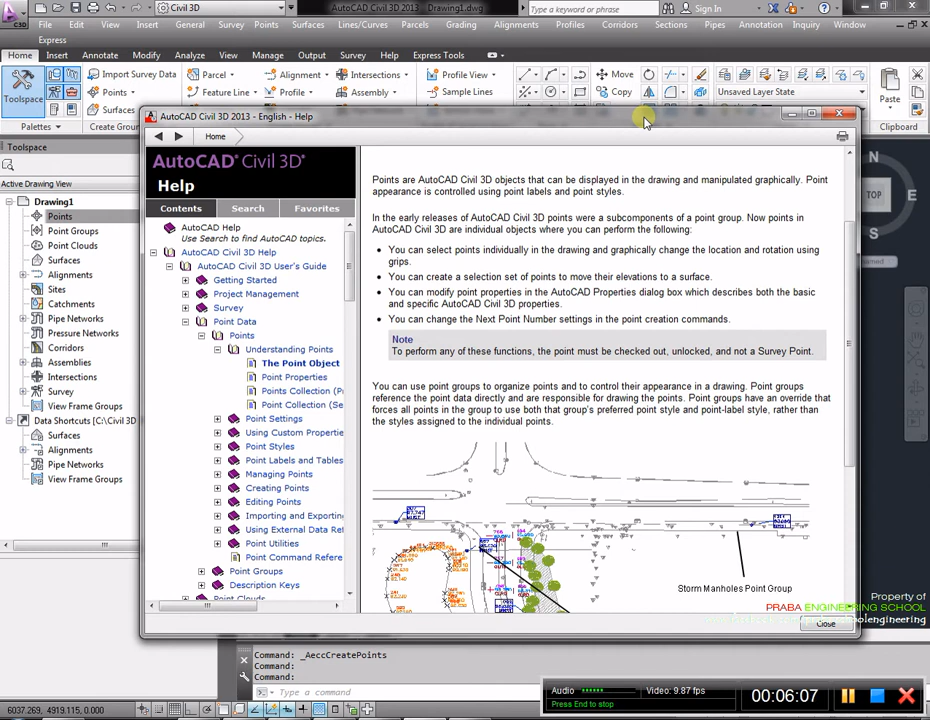 Civil 3D
AutoCAD Civil 3D 2013 - Drawing1.dwg
Type a keyword or phrase
Sign In
File Edit View Insert General Survey Points Surfaces Lines/Curves Parcels Grading Alignments Profiles Corridors Sections Pipes Annotation Inquiry Window
Express
Home Insert Annotate Modify Analyze View Manage Output Survey Help Express Tools
Import Survey Data Parcel Alignment Intersections Profile View Move
Toolspace Points Feature Line Profile Assembly Sample Lines Copy Unsaved Layer State Paste
Surfaces
Palettes Create Ground Clipboard
AutoCAD Civil 3D 2013 - English - Help
Toolspace
Home
Active Drawing View
Drawing1
Points
Point Groups
Point Clouds
Surfaces
Alignments
Sites
Catchments
Pipe Networks
Pressure Networks
Corridors
Assemblies
Intersections
Survey
View Frame Groups
Data Shortcuts [C:\Civil 3D
Surfaces
Alignments
Pipe Networks
View Frame Groups
AutoCAD Civil 3D
Help
Contents Search Favorites
AutoCAD Help
Use Search to find AutoCAD topics.
AutoCAD Civil 3D Help
AutoCAD Civil 3D User's Guide
Getting Started
Project Management
Survey
Point Data
Points
Understanding Points
The Point Object
Point Properties
Points Collection (P
Points Collection (Se
Point Settings
Using Custom Propertie
Point Styles
Point Labels and Tables
Managing Points
Creating Points
Editing Points
Importing and Exporting
Using External Data Ref
Point Utilities
Point Command Refere
Point Groups
Description Keys
Point Clouds
Points are AutoCAD Civil 3D objects that can be displayed in the drawing and manipulated graphically. Point
appearance is controlled using point labels and point styles.
In the early releases of AutoCAD Civil 3D points were a subcomponents of a point group. Now points in
AutoCAD Civil 3D are individual objects where you can perform the following:
• You can select points individually in the drawing and graphically change the location and rotation using
grips.
• You can create a selection set of points to move their elevations to a surface.
• You can modify point properties in the AutoCAD Properties dialog box which describes both the basic
and specific AutoCAD Civil 3D properties.
• You can change the Next Point Number settings in the point creation commands.
Note
To perform any of these functions, the point must be checked out, unlocked, and not a Survey Point.
You can use point groups to organize points and to control their appearance in a drawing. Point groups
reference the point data directly and are responsible for drawing the points. Point groups have an override that
forces all points in the group to use both that group's preferred point style and point-label style, rather than
the styles assigned to the individual points.
Storm Manholes Point Group
N
TOP
E
S
Property of
PRABA ENGINEERING SCHOOL
Close
Command: _AeccCreatePoints
Command:
Command:
Type a command
Audio
Video: 9.87 fps
Press End to stop
00:06:07
6037.269, 4919.115, 0.000